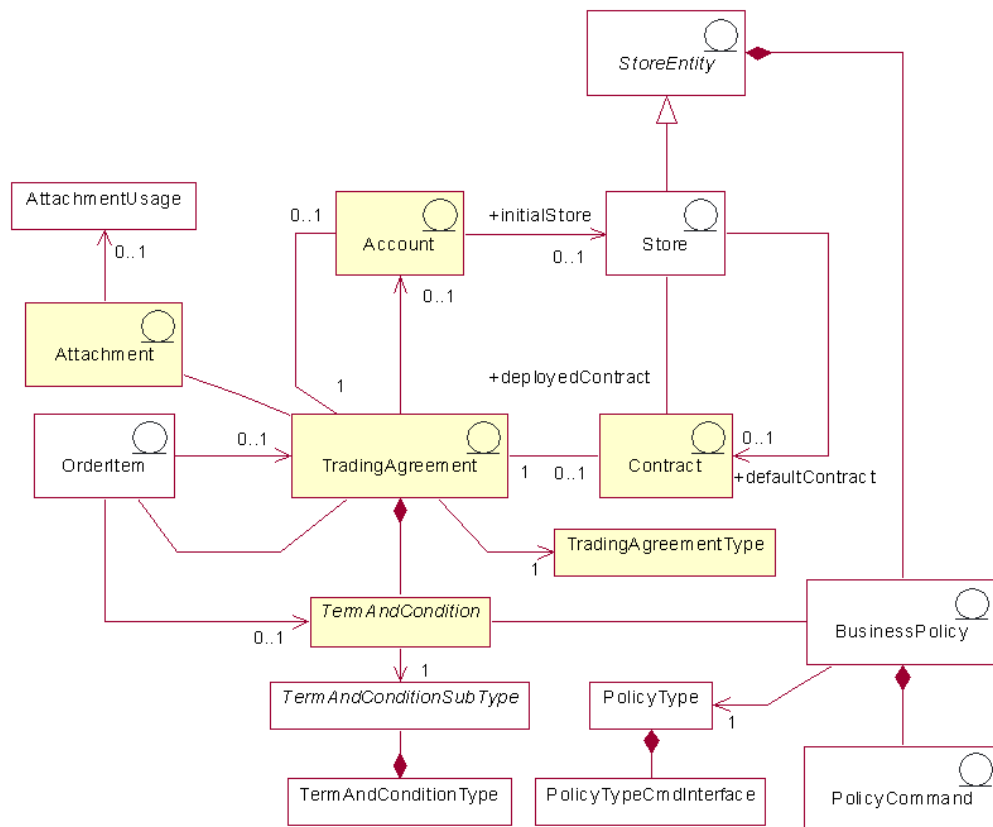 StoreEntity
AttachmentUsage
0..1
0..1
Account
+initialStore
0..1
Store
0..1
Attachment
1
+deployedContract
OrderItem
0..1
TradingAgreement
1
0..1
Contract
0..1
+defaultContract
TradingAgreementType
1
TermAndCondition
0..1
BusinessPolicy
1
TermAndConditionSubType
PolicyType
1
TermAndConditionType
PolicyTypeCmdInterface
PolicyCommand